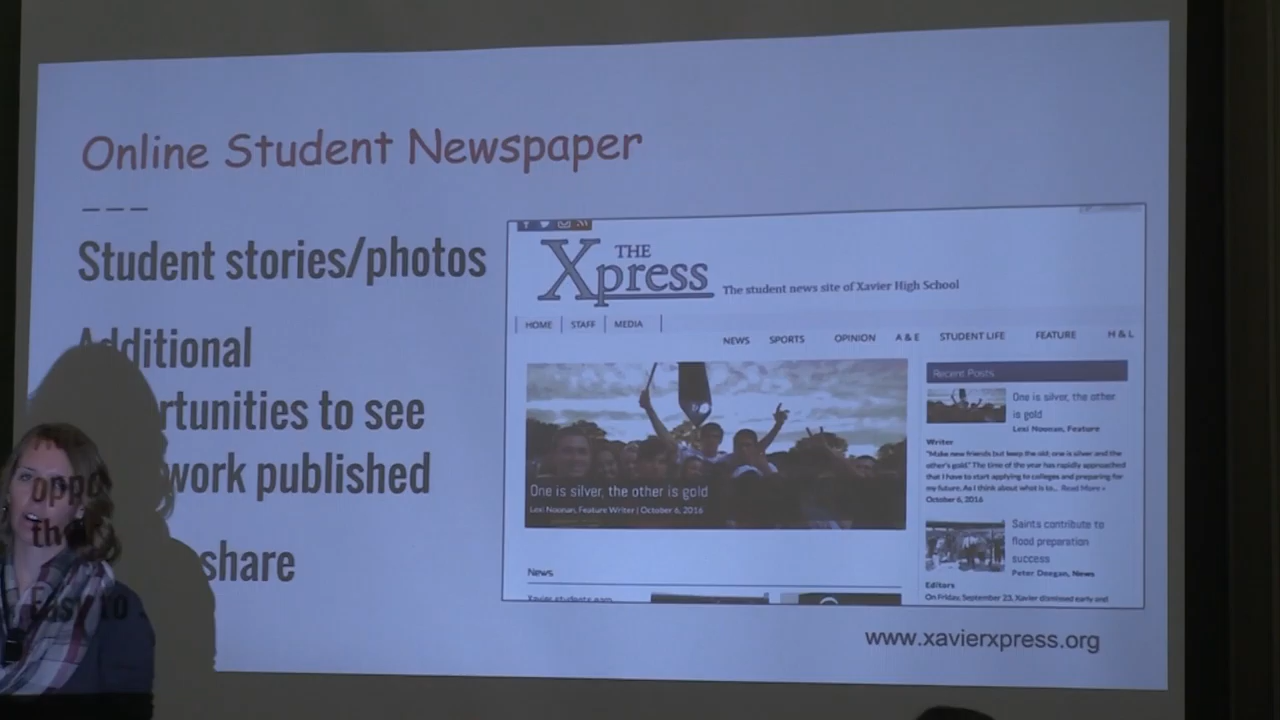 Online Student Newspaper
Student stories/photos
Additional
opportunities to see
their work published
Easy to share
THE
Xpress
The student news site of Xavier High School
HOME STAFF MEDIA
NEWS SPORTS OPINION A & E STUDENT LIFE FEATURE H & L
One is silver, the other is gold
Lexi Noonan, Feature Writer | October 6, 2016
News
Recent Posts
One is silver, the other
is gold
Lexi Noonan, Feature
Writer
"Make new friends but keep the old; one is silver and the
other's gold." The time of the year has rapidly approached
that I have to start applying to colleges and preparing for
my future. As I think about what is to... Read More »
October 6, 2016
Saints contribute to
flood preparation
success
Peter Deegan, News
Editors
On Friday, September 23, Xavier dismissed early and
www.xavierxpress.org